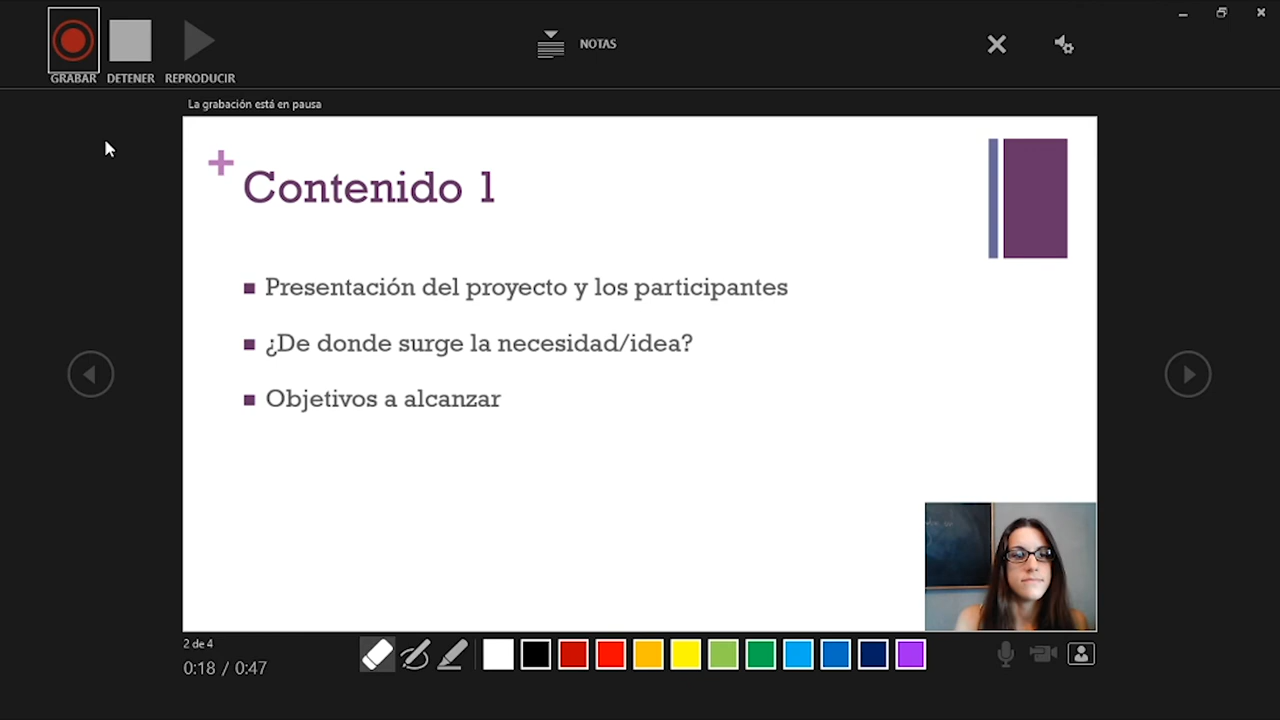 GRABAR
DETENER
REPRODUCIR
NOTAS
La grabación está en pausa
+
Contenido 1
Presentación del proyecto y los participantes
¿De donde surge la necesidad/idea?
Objetivos a alcanzar
2 de 4
0:18 / 0:47